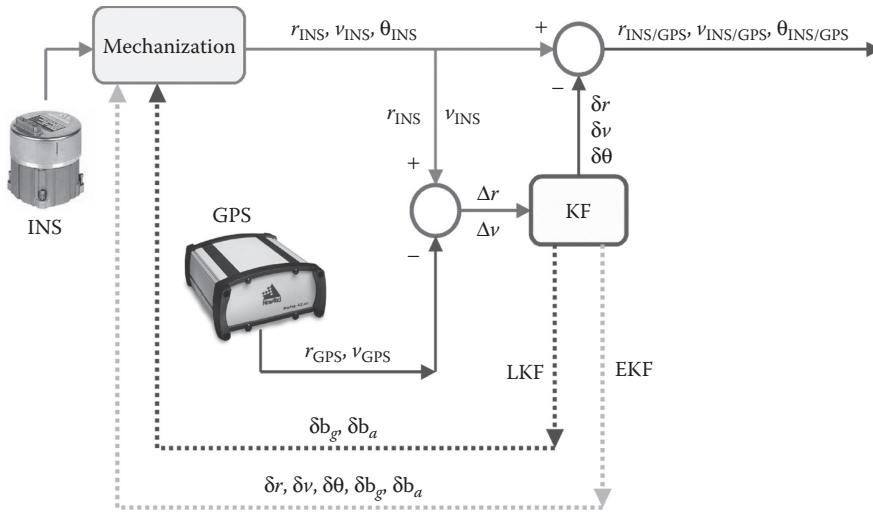 Mechanization
r_INS, v_INS, θ_INS
+
r_INS/GPS, v_INS/GPS, θ_INS/GPS
−
δr
δv
δθ
r_INS
v_INS
+
INS
GPS
Δr
Δv
KF
−
NovAtel
r_GPS, v_GPS
LKF
EKF
δb_g, δb_a
δr, δv, δθ, δb_g, δb_a